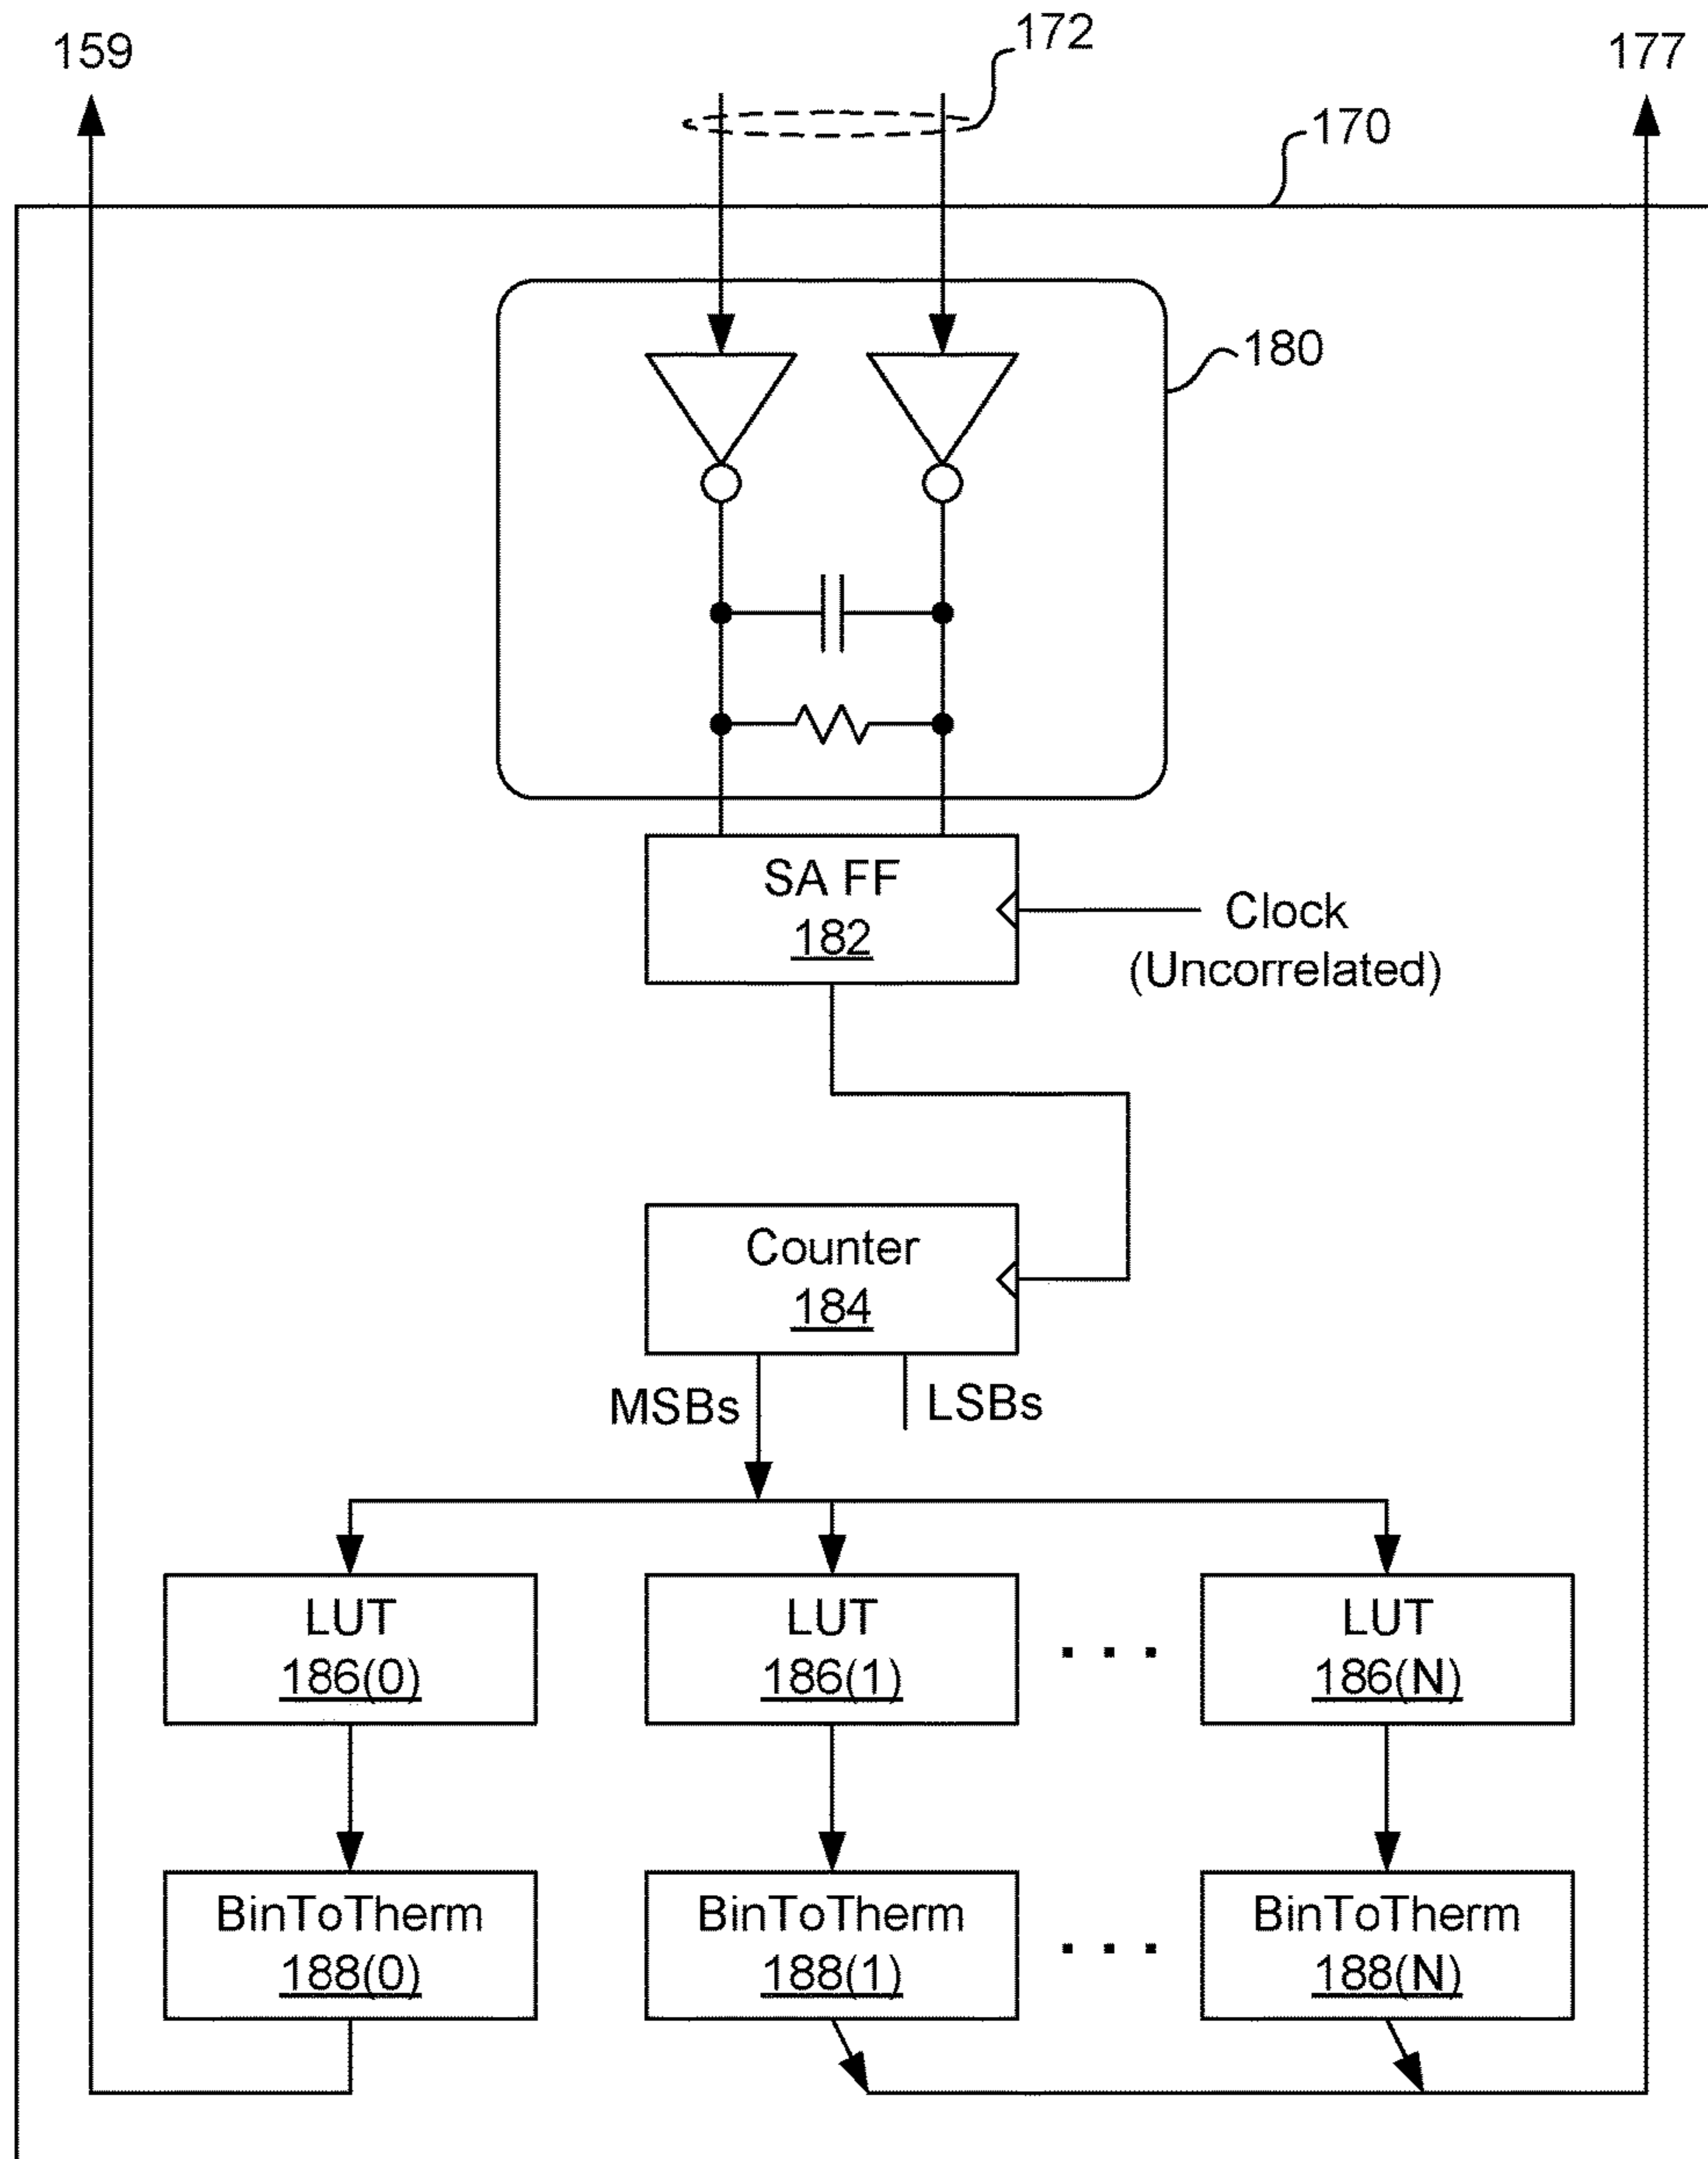 159
172
177
170
180
SA FF
182
Clock
(Uncorrelated)
Counter
184
MSBs
LSBs
LUT
186(0)
LUT
186(1)
. . .
LUT
186(N)
BinToTherm
188(0)
BinToTherm
188(1)
. . .
BinToTherm
188(N)